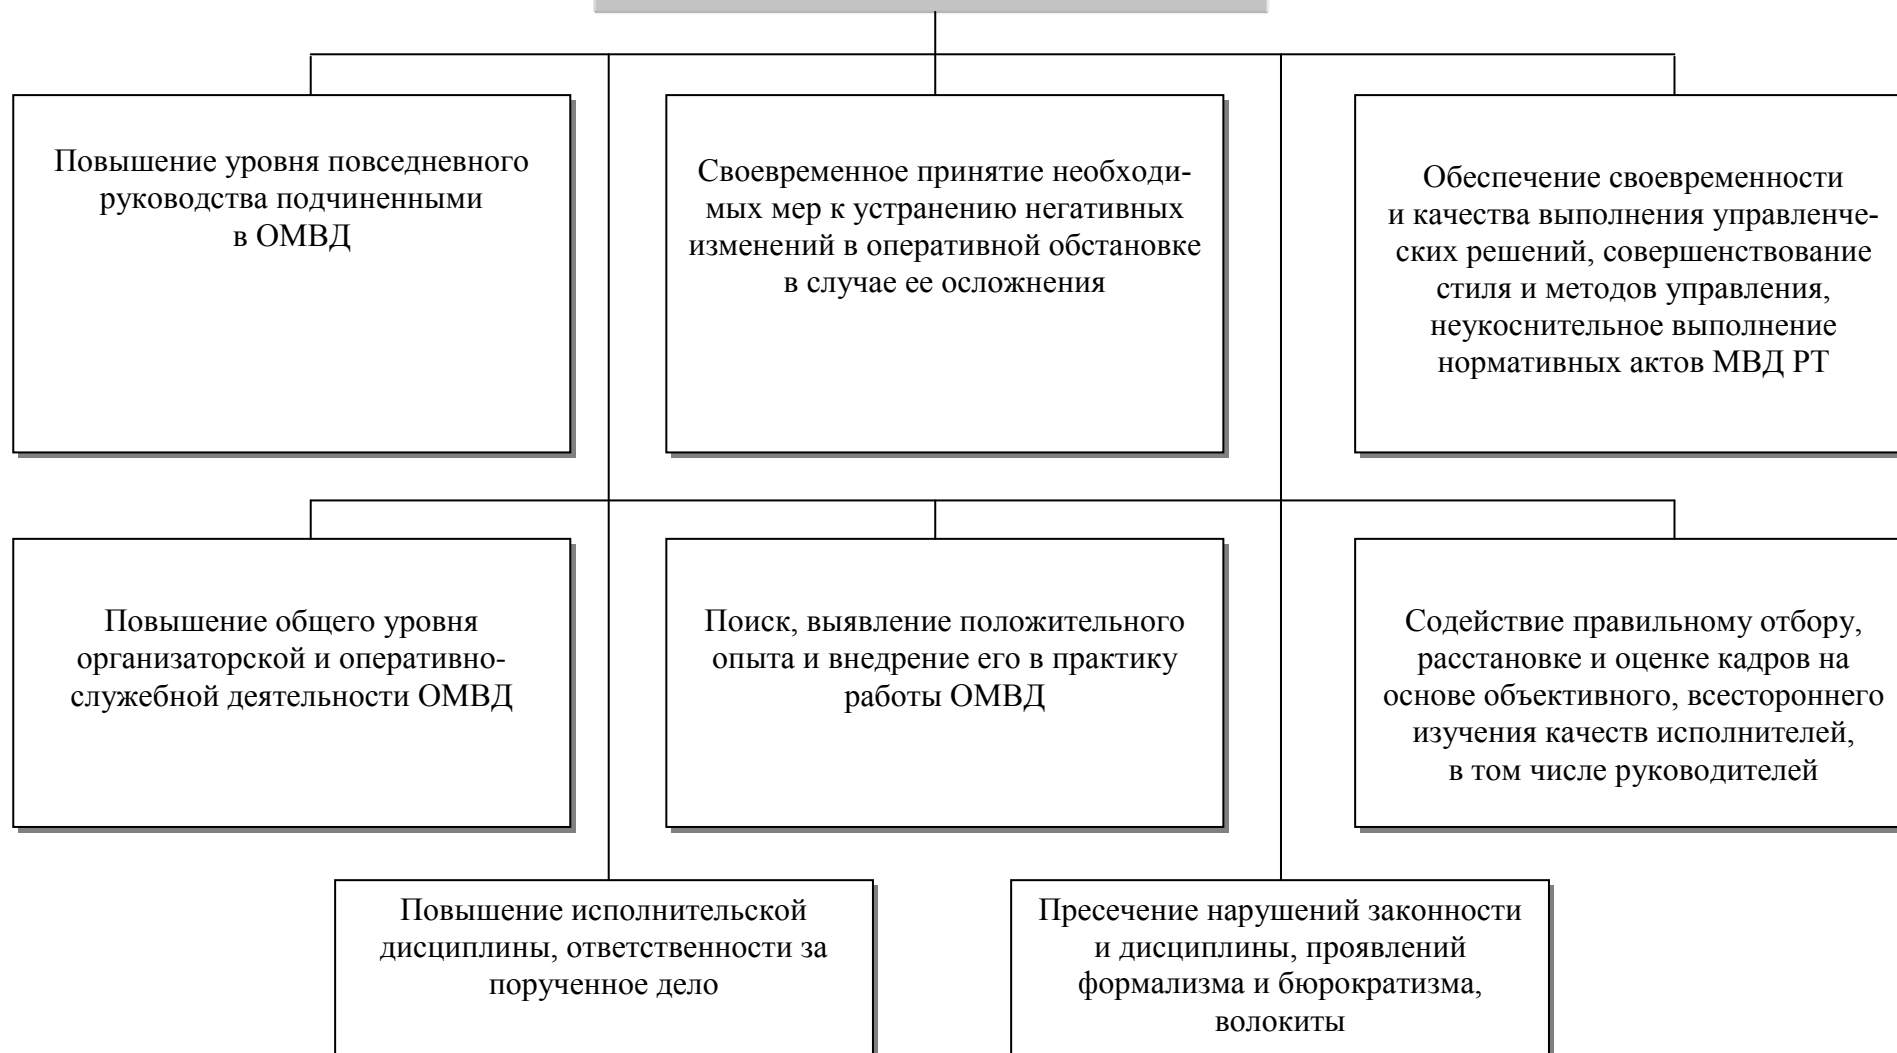 Повышение уровня повседневного
руководства подчиненными
в ОМВД
Своевременное принятие необходи-
мых мер к устранению негативных
изменений в оперативной обстановке
в случае ее осложнения
Обеспечение своевременности
и качества выполнения управленче-
ских решений, совершенствование
стиля и методов управления,
неукоснительное выполнение
нормативных актов МВД РТ
Повышение общего уровня
организаторской и оперативно-
служебной деятельности ОМВД
Поиск, выявление положительного
опыта и внедрение его в практику
работы ОМВД
Содействие правильному отбору,
расстановке и оценке кадров на
основе объективного, всестороннего
изучения качеств исполнителей,
в том числе руководителей
Повышение исполнительской
дисциплины, ответственности за
порученное дело
Пресечение нарушений законности
и дисциплины, проявлений
формализма и бюрократизма,
волокиты